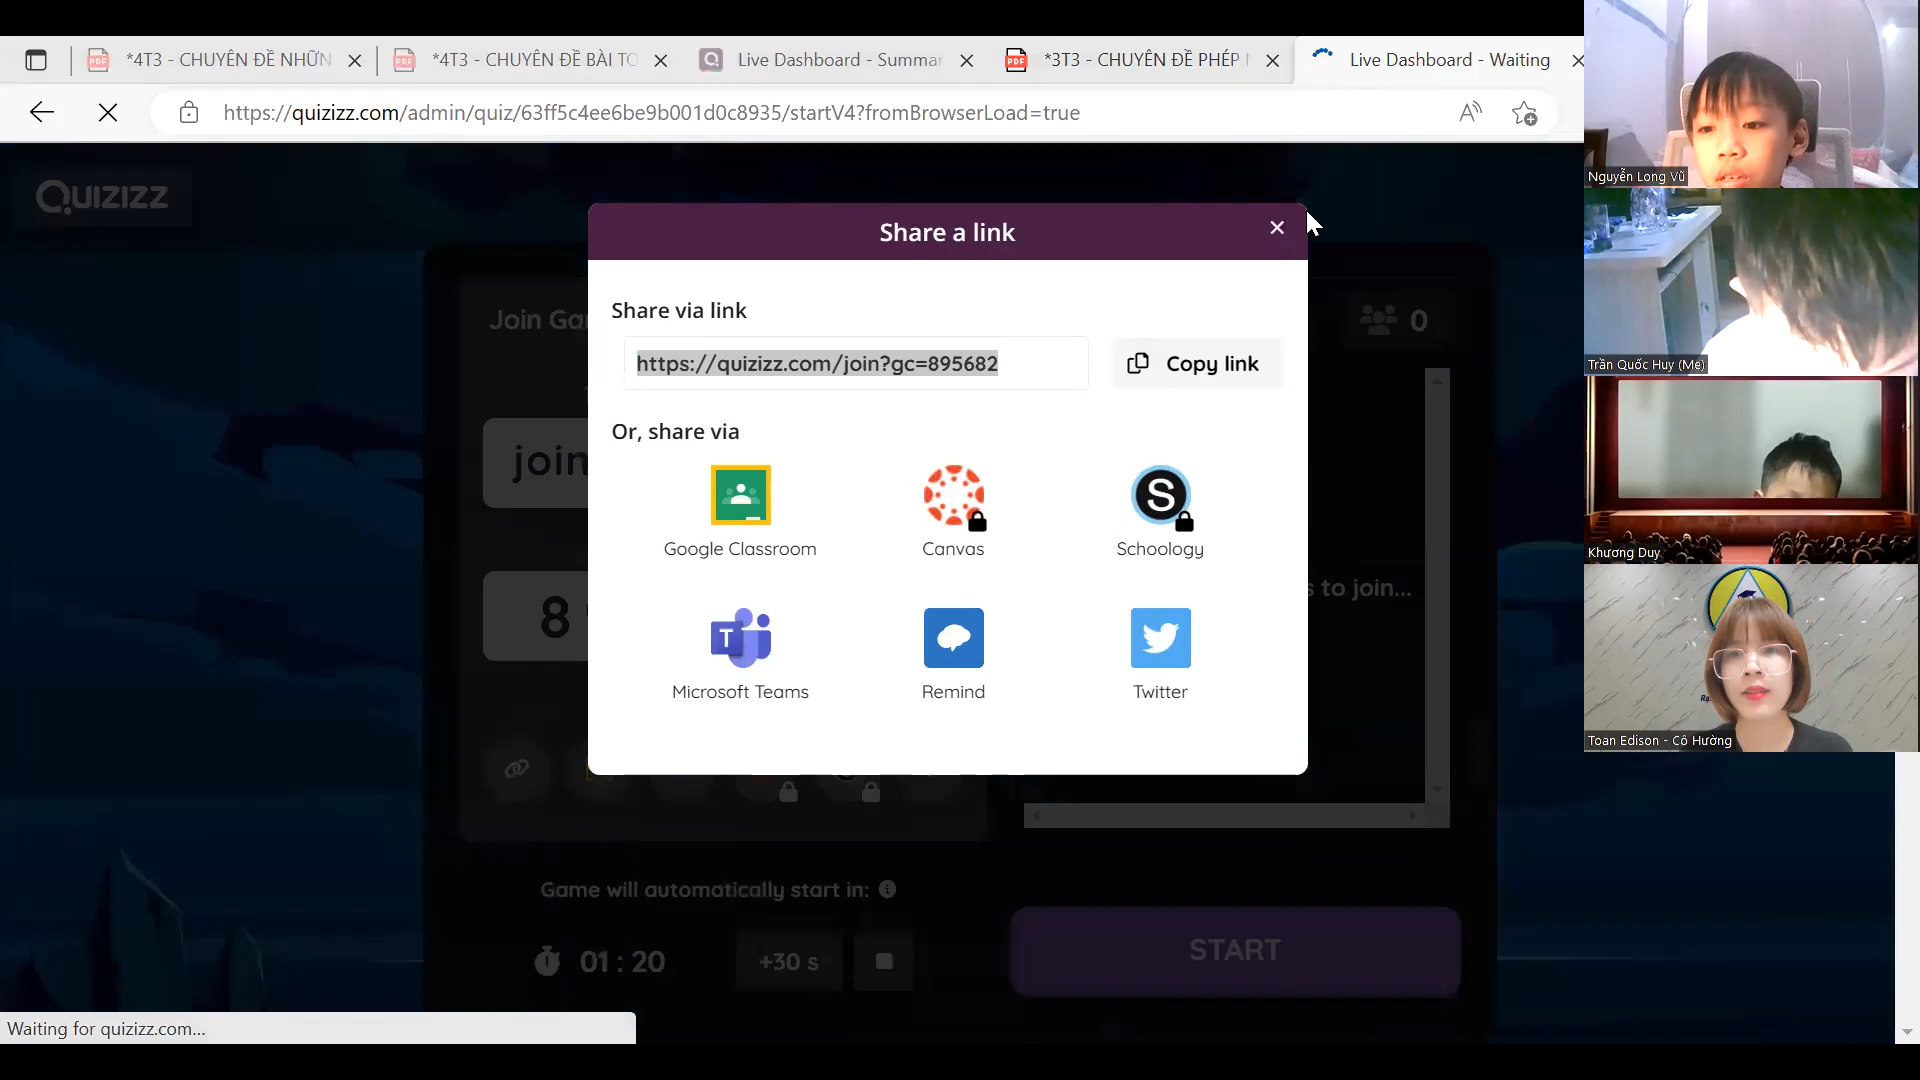 *4T3 - CHUYÊN ĐỀ NHỮN
*4T3 - CHUYÊN ĐỀ BÀI TO
Live Dashboard - Summar
*3T3 - CHUYÊN ĐỀ PHÉP
Live Dashboard - Waiting
https://quizizz.com/admin/quiz/63ff5c4ee6be9b001d0c8935/startV4?fromBrowserLoad=true
Quizizz
Share a link
Share via link
https://quizizz.com/join?gc=895682
Copy link
Or, share via
Google Classroom
Canvas
Schoology
Microsoft Teams
Remind
Twitter
Join Ga
0
join
8
s to join...
Game will automatically start in:
01 : 20
+30 s
START
Waiting for quizizz.com...
Nguyễn Long Vũ
Trần Quốc Huy (Me)
Khương Duy
Toan Edison - Cô Hường